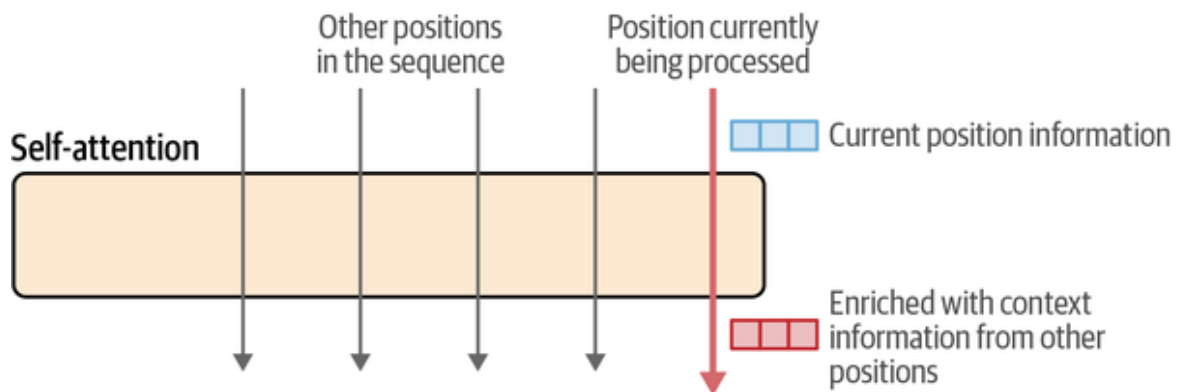 Other positions
in the sequence
Position currently
being processed
Self-attention
Current position information
Enriched with context
information from other
positions